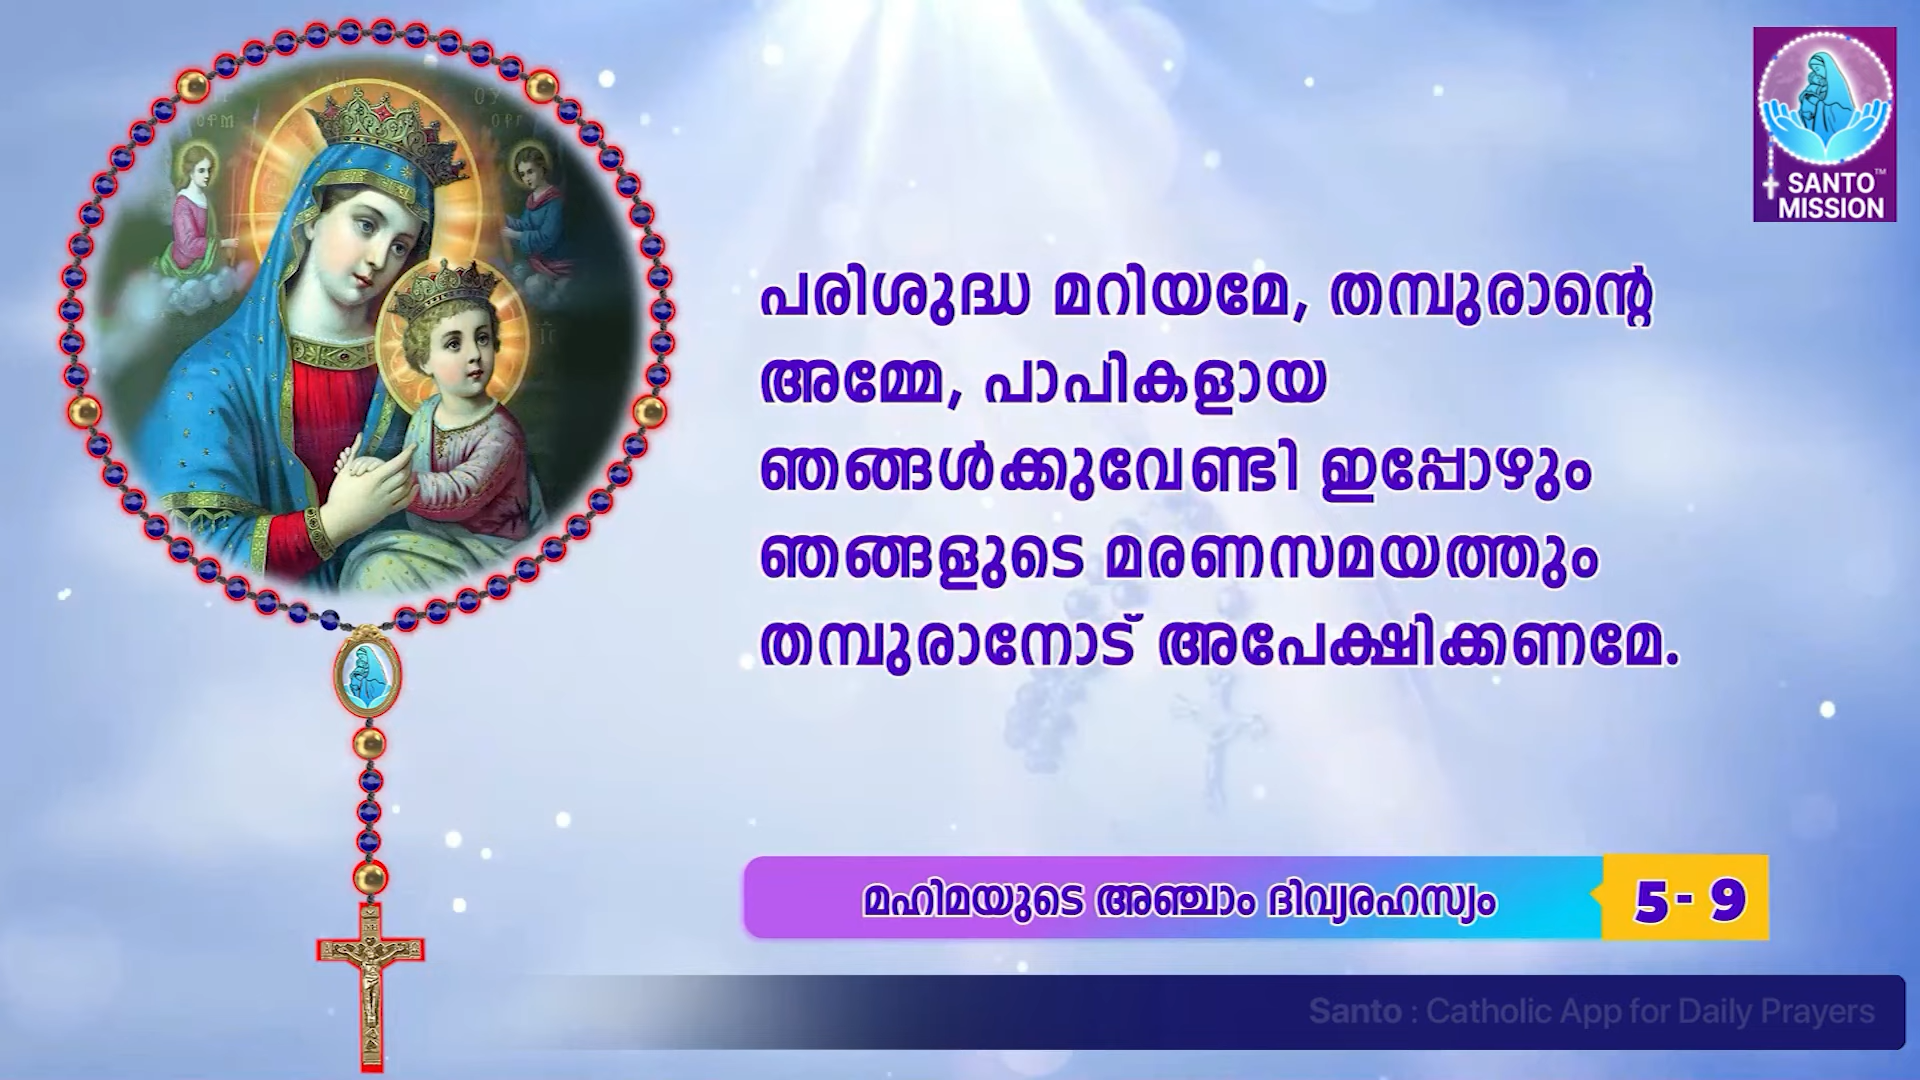 SANTO™
MISSION
പരിശുദ്ധ മറിയമേ, തമ്പുരാന്റെ
അമ്മേ, പാപികളായ
ഞങ്ങൾക്കുവേണ്ടി ഇപ്പോഴും
ഞങ്ങളുടെ മരണസമയത്തും
തമ്പുരാനോട് അപേക്ഷിക്കണമേ.
മഹിമയുടെ അഞ്ചാം ദിവ്യരഹസ്യം 5 - 9
Santo : Catholic App for Daily Prayers